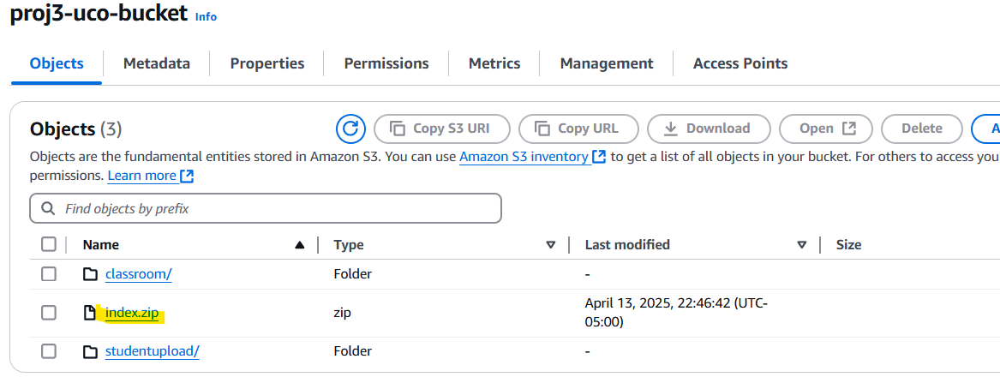 proj3-uco-bucket Info
Objects Metadata Properties Permissions Metrics Management Access Points
Objects (3) Copy S3 URI Copy URL Download Open Delete A
Objects are the fundamental entities stored in Amazon S3. You can use Amazon S3 inventory to get a list of all objects in your bucket. For others to access you
permissions. Learn more
Find objects by prefix
Name Type Last modified Size
classroom/ Folder -
index.zip zip April 13, 2025, 22:46:42 (UTC-
05:00)
studentupload/ Folder -